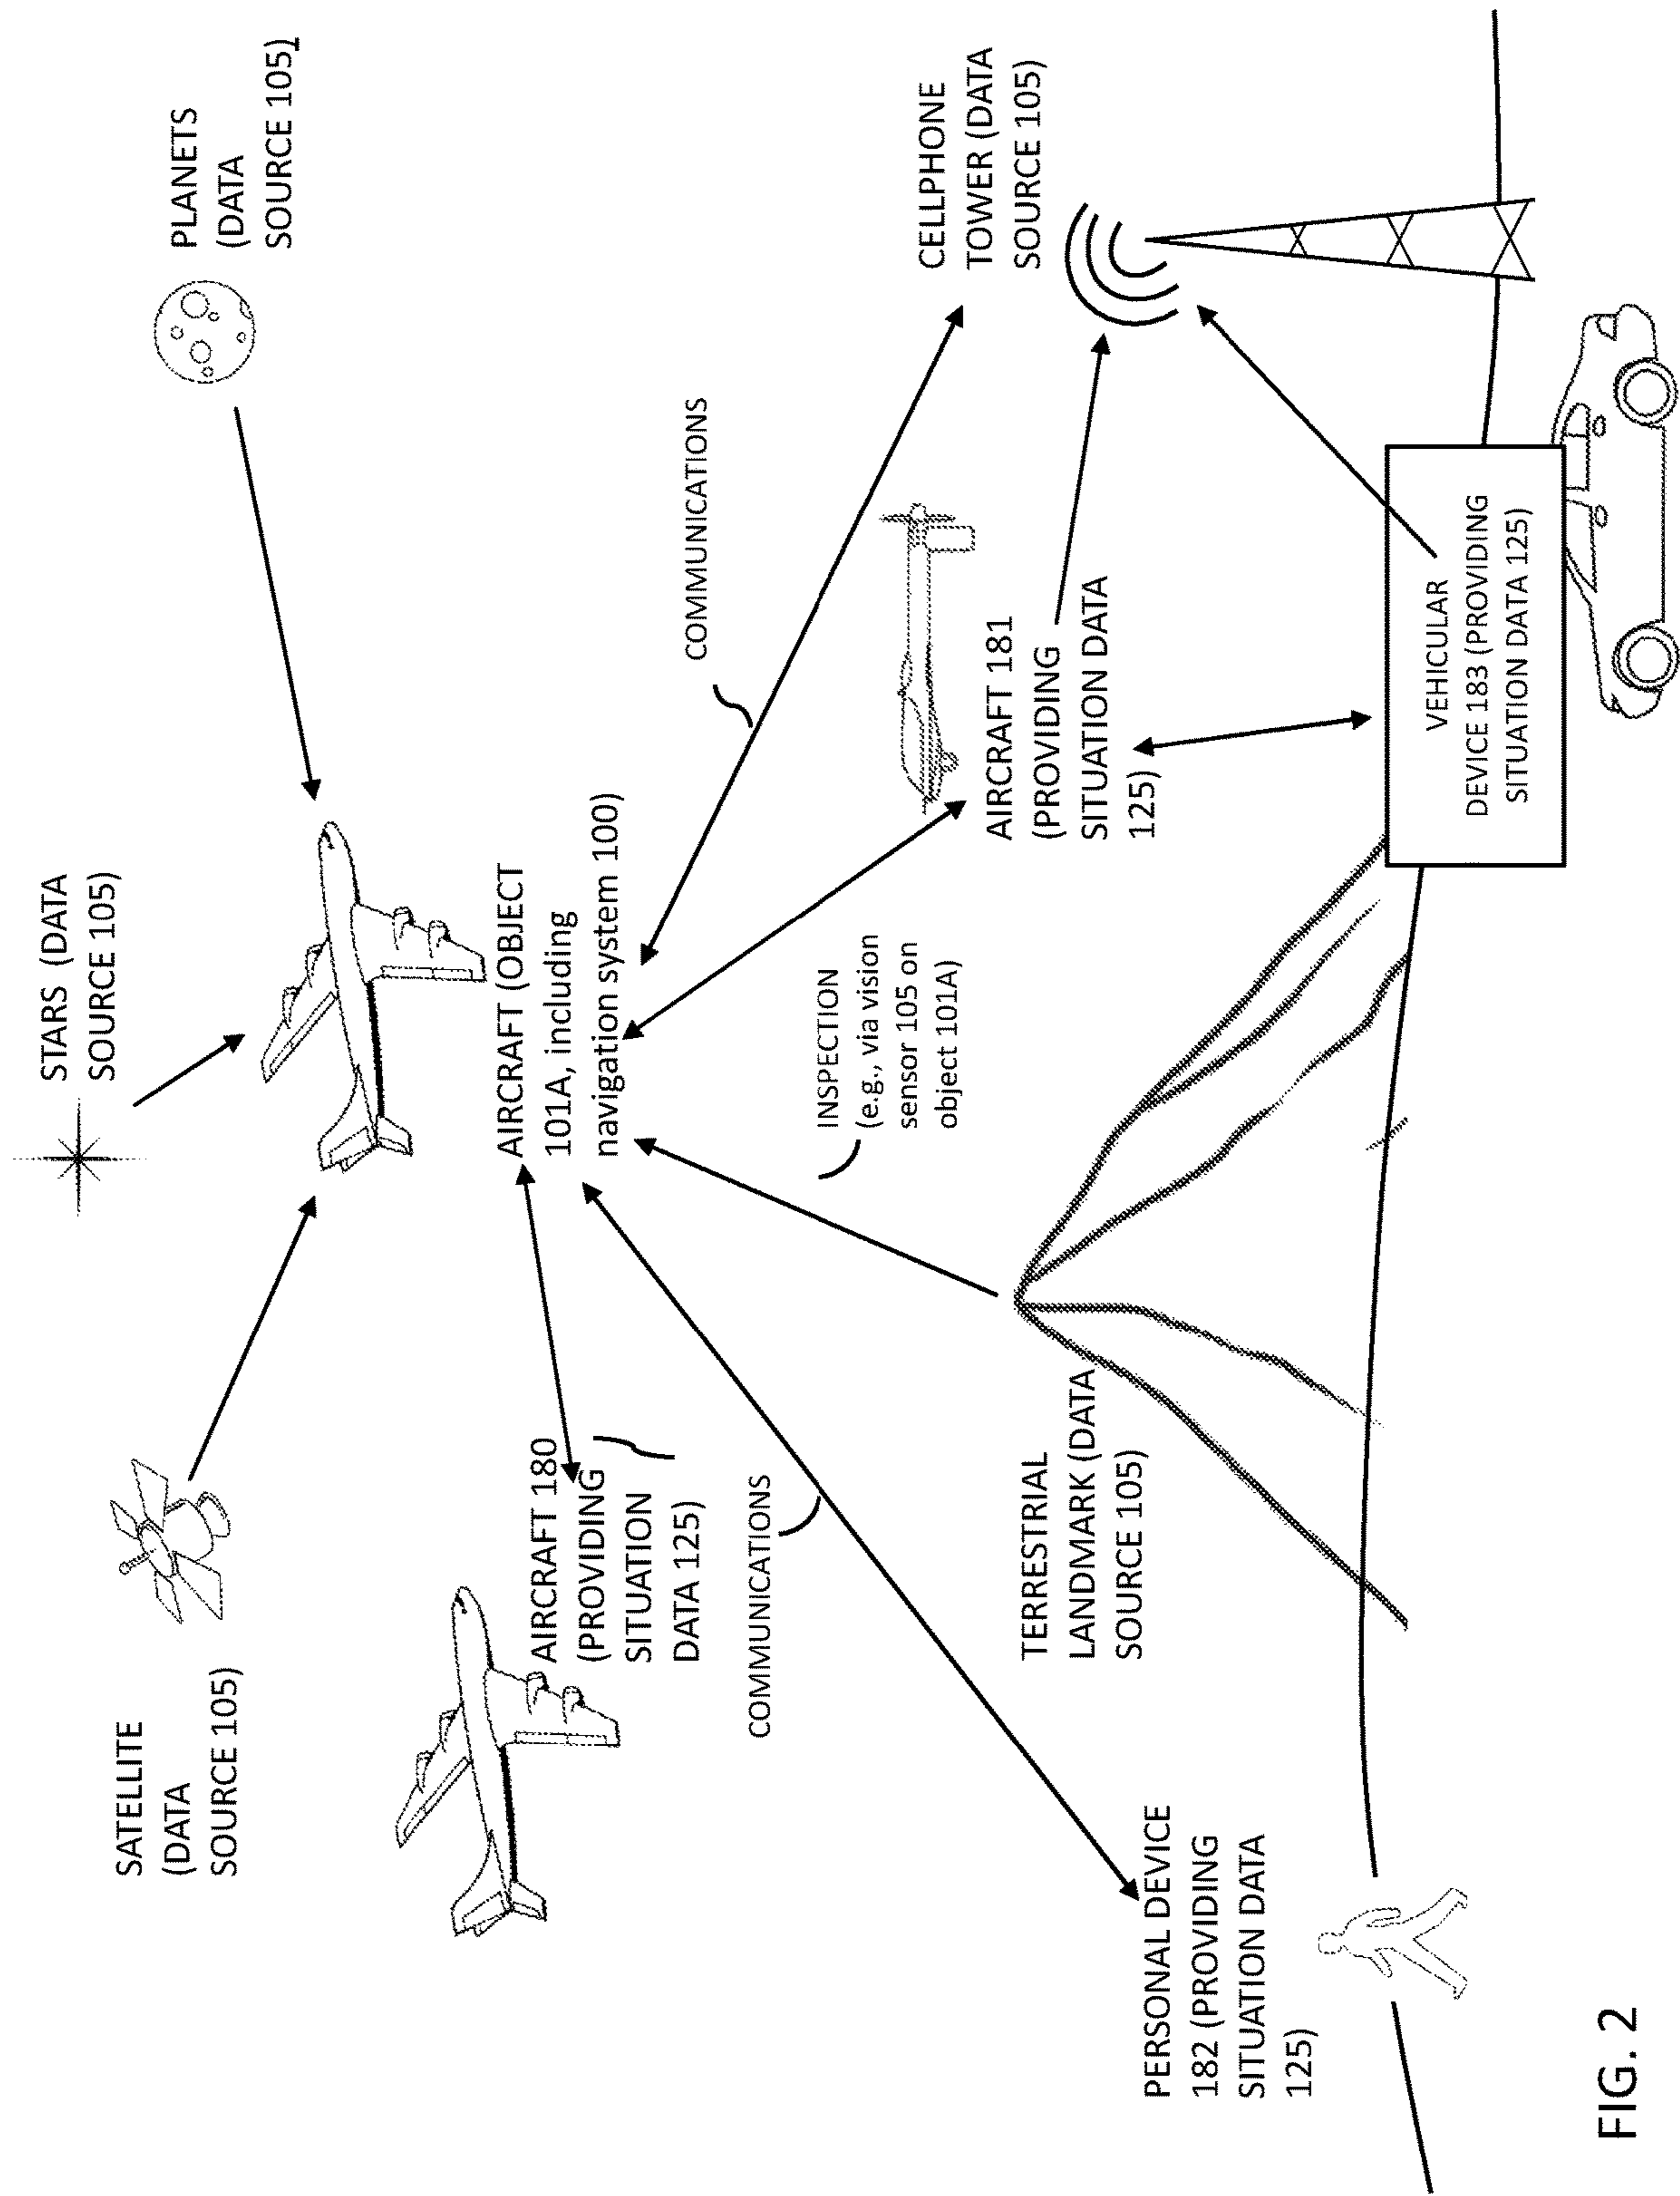 STARS (DATA
SOURCE 105)
PLANETS
(DATA
SOURCE 105)
SATELLITE
(DATA
SOURCE 105)
AIRCRAFT (OBJECT
101A, including
navigation system 100)
AIRCRAFT 180
(PROVIDING
SITUATION
DATA 125)
COMMUNICATIONS
COMMUNICATIONS
INSPECTION
(e.g., via vision
sensor 105 on
object 101A)
CELLPHONE
TOWER (DATA
SOURCE 105)
AIRCRAFT 181
(PROVIDING
SITUATION DATA
125)
TERRESTRIAL
LANDMARK (DATA
SOURCE 105)
PERSONAL DEVICE
182 (PROVIDING
SITUATION DATA
125)
VEHICULAR
DEVICE 183 (PROVIDING
SITUATION DATA 125)
FIG. 2